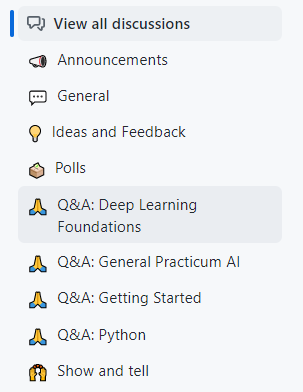 View all discussions
Announcements
General
Ideas and Feedback
Polls
Q&A: Deep Learning
Foundations
Q&A: General Practicum AI
Q&A: Getting Started
Q&A: Python
Show and tell